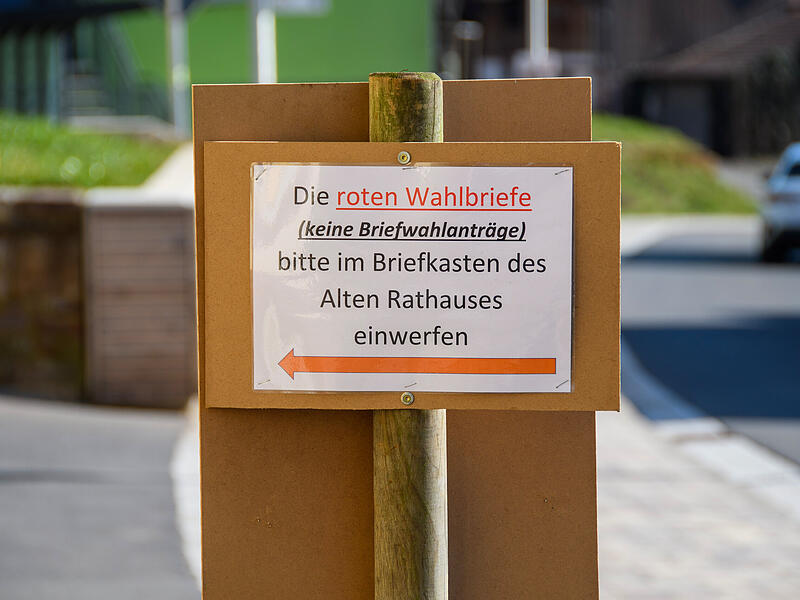 Die roten Wahlbriefe
(keine Briefwahlanträge)
bitte im Briefkasten des
Alten Rathauses
einwerfen